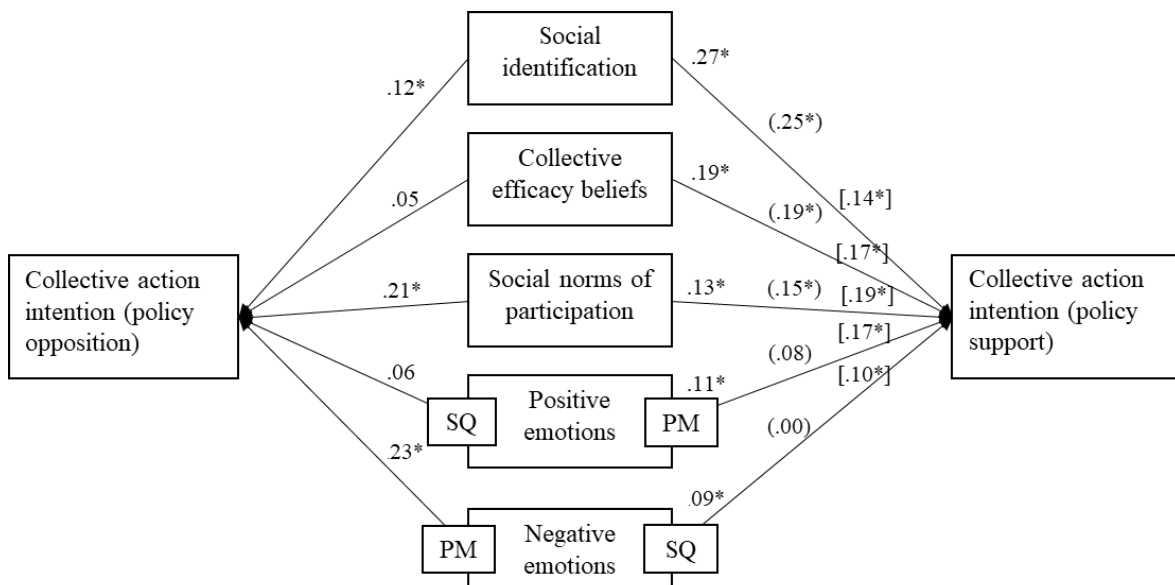 Social
identification
.12*
.27*
(.25*)
[.14*]
Collective
efficacy beliefs
.05
.19*
(.19*)
[.17*]
Collective action
intention (policy
opposition)
Social norms of
participation
.21*
.13*
(.15*)
[.19*]
Collective action
intention (policy
support)
.06
SQ
Positive
emotions
PM
.11*
(.08)
[.17*]
.23*
PM
Negative
emotions
SQ
.09*
(.00)
[.10*]